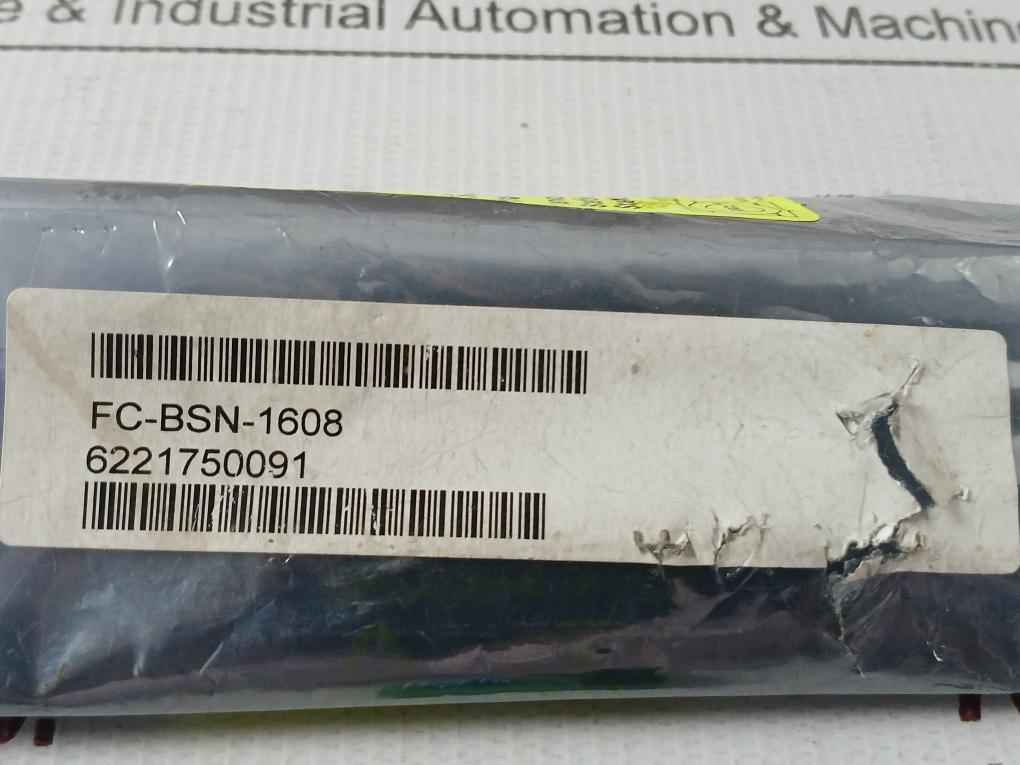 & Industrial Automation & Machin
FC-BSN-1608
6221750091